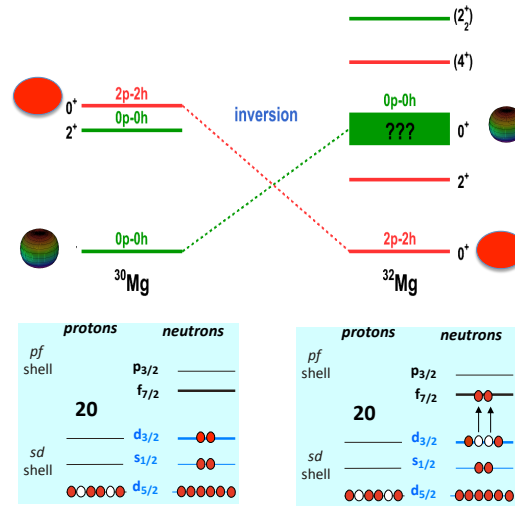 (2⁺₂)
(4⁺)
2p-2h
0⁺
0p-0h
2⁺
inversion
0p-0h
???
0⁺
2⁺
0p-0h
³⁰Mg
2p-2h
0⁺
³²Mg
protons neutrons
pf shell
p3/2
f7/2
20
d3/2
sd shell
s1/2
d5/2
protons neutrons
pf shell
p3/2
f7/2
20
d3/2
sd shell
s1/2
d5/2